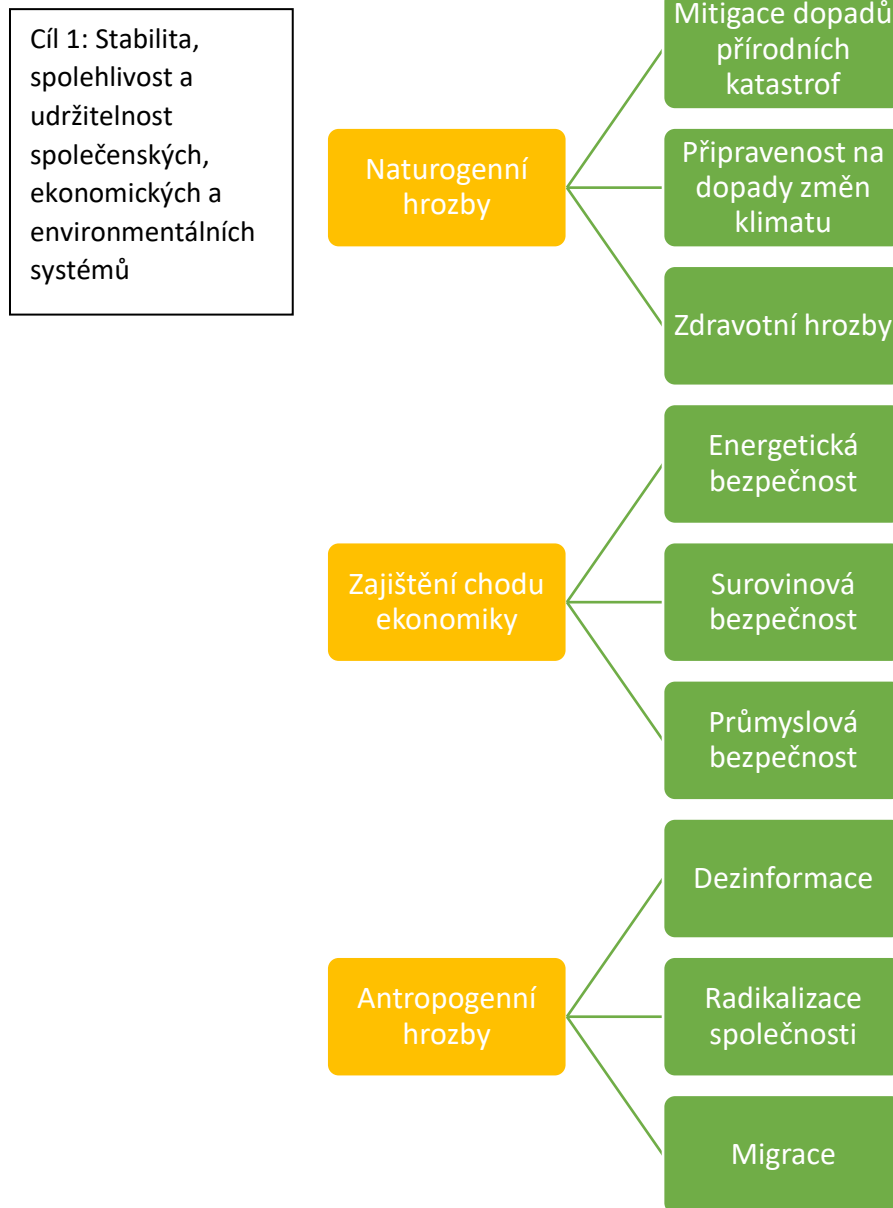 Cíl 1: Stabilita,
spolehlivost a
udržitelnost
společenských,
ekonomických a
environmentálních
systémů
Naturogenní
hrozby
Mitigace dopadů
přírodních
katastrof
Připravenost na
dopady změn
klimatu
Zdravotní hrozby
Zajištění chodu
ekonomiky
Energetická
bezpečnost
Surovinová
bezpečnost
Průmyslová
bezpečnost
Antropogenní
hrozby
Dezinformace
Radikalizace
společnosti
Migrace